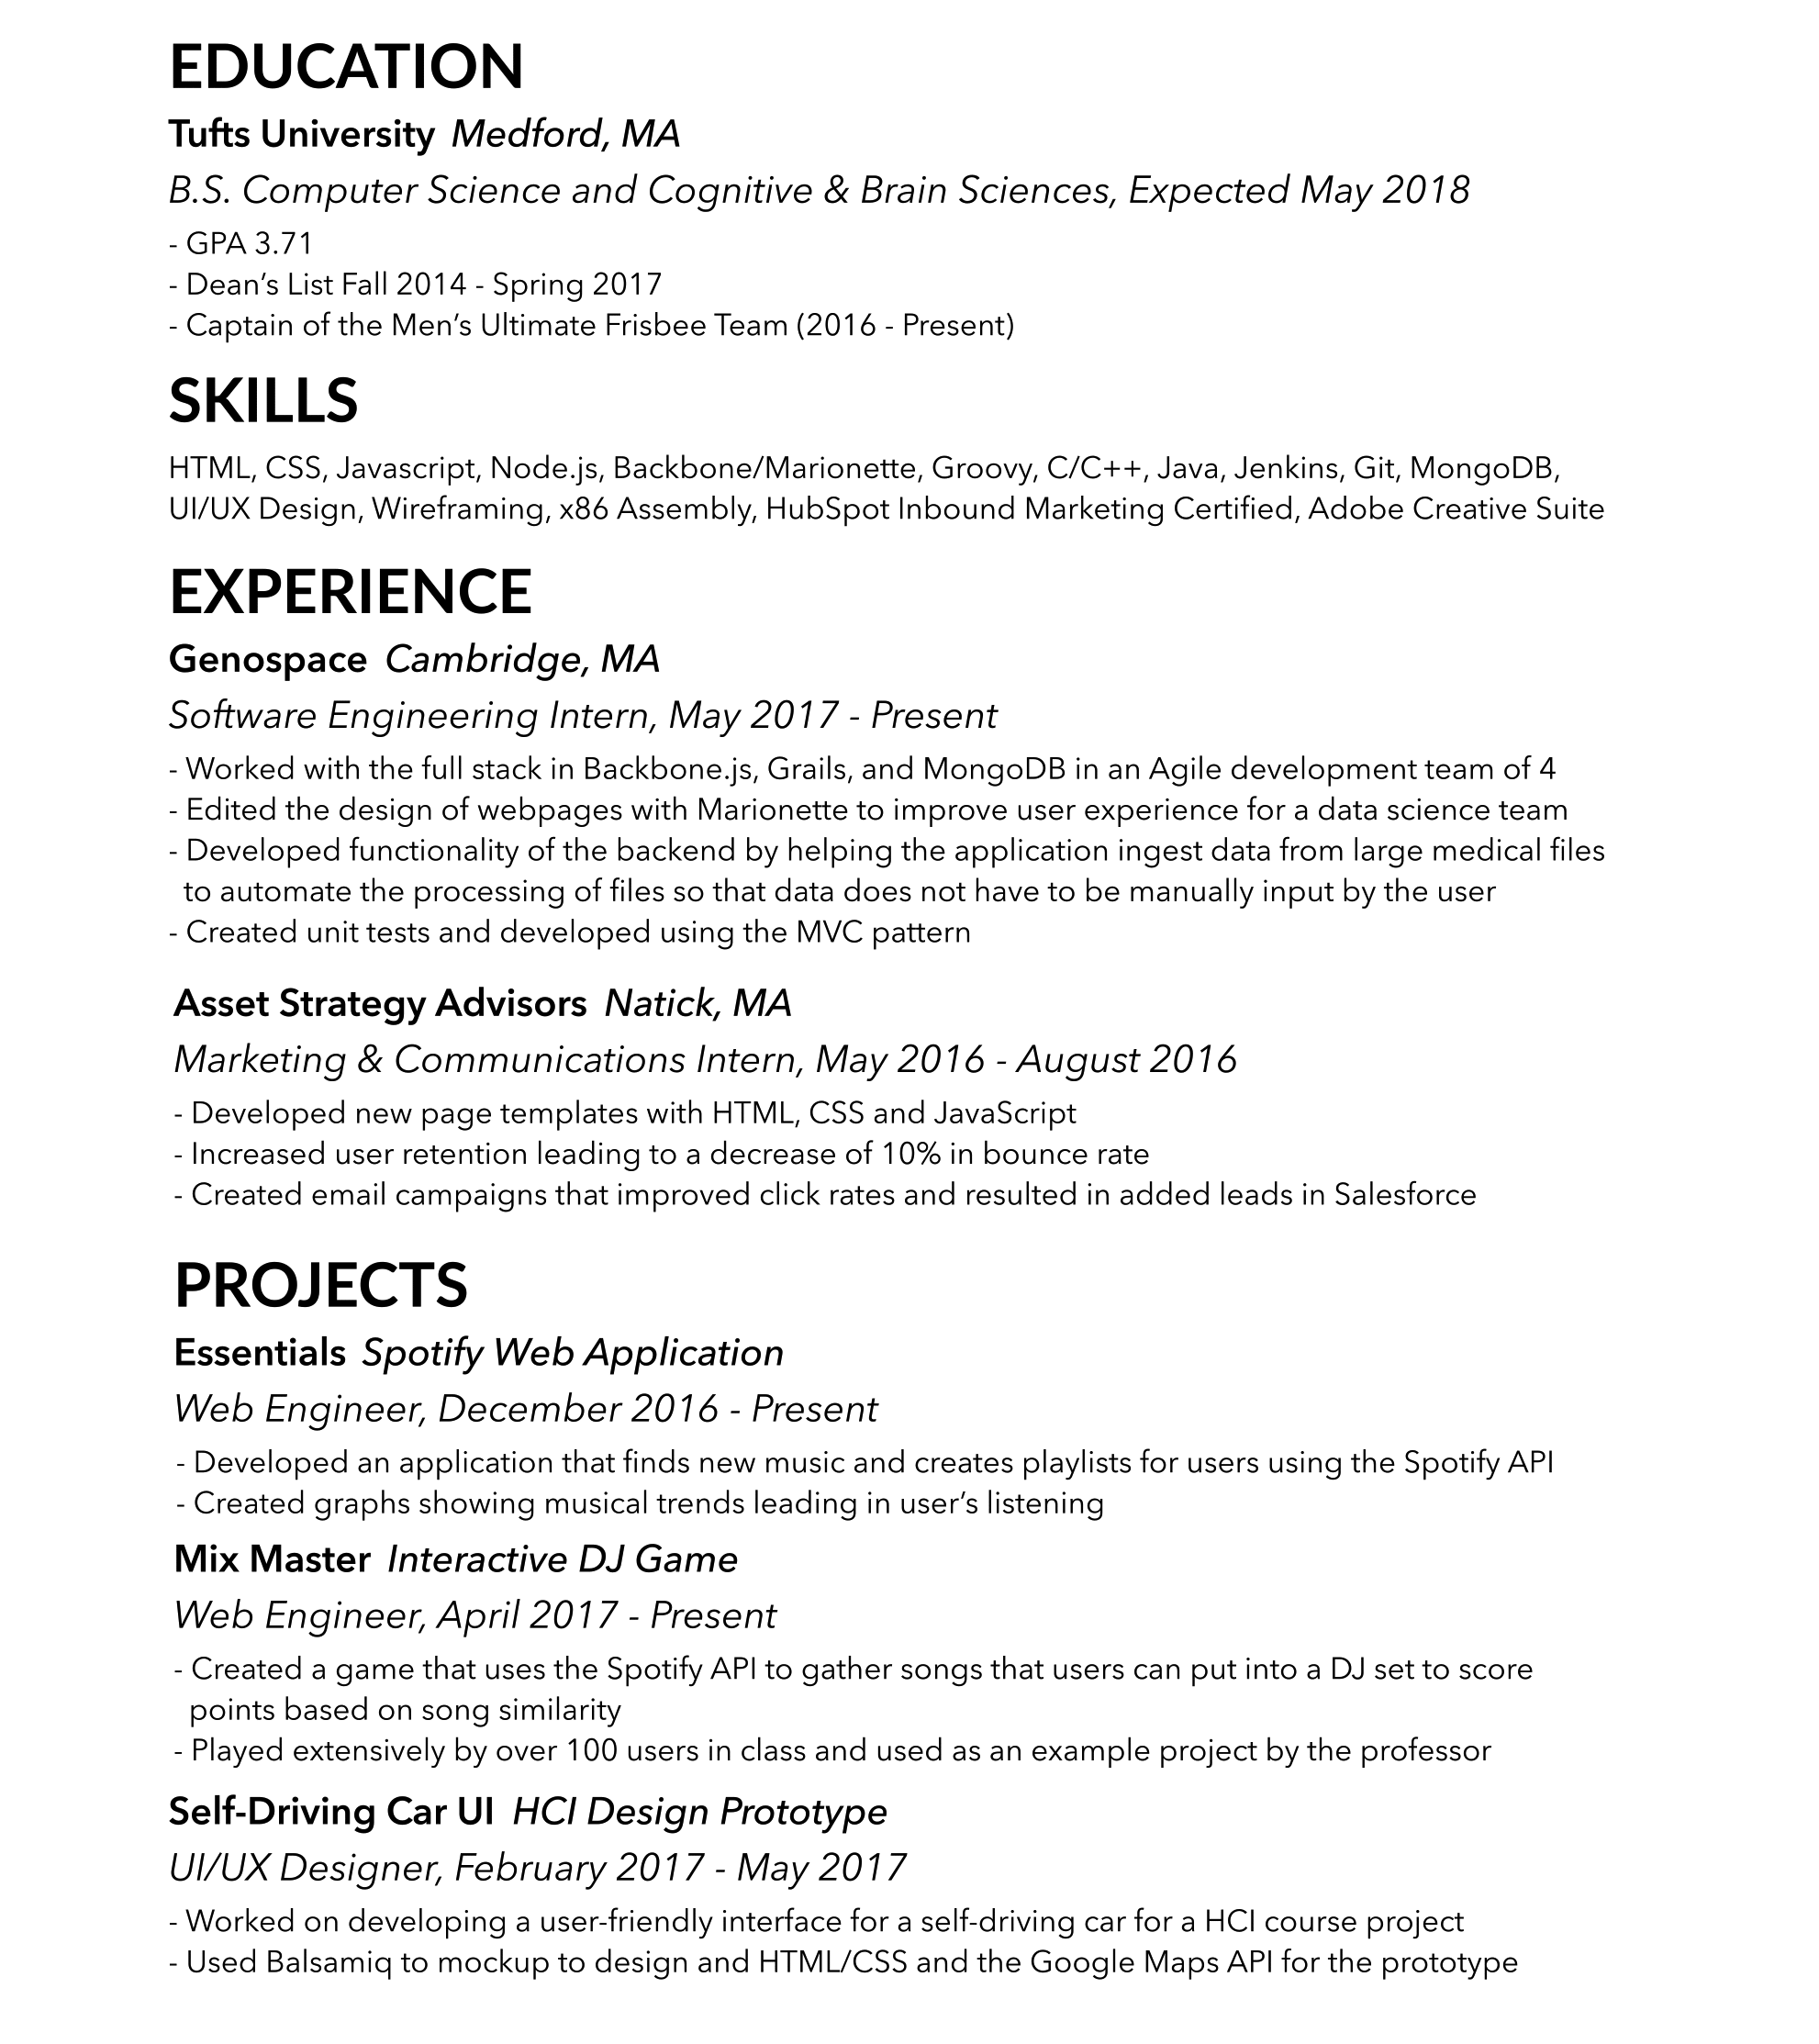 EDUCATION
Tufts University Medford, MA
B.S. Computer Science and Cognitive & Brain Sciences, Expected May 2018
- GPA 3.71
- Dean’s List Fall 2014 - Spring 2017
- Captain of the Men’s Ultimate Frisbee Team (2016 - Present)
SKILLS
HTML, CSS, Javascript, Node.js, Backbone/Marionette, Groovy, C/C++, Java, Jenkins, Git, MongoDB,
UI/UX Design, Wireframing, x86 Assembly, HubSpot Inbound Marketing Certified, Adobe Creative Suite
EXPERIENCE
Genospace Cambridge, MA
Software Engineering Intern, May 2017 - Present
- Worked with the full stack in Backbone.js, Grails, and MongoDB in an Agile development team of 4
- Edited the design of webpages with Marionette to improve user experience for a data science team
- Developed functionality of the backend by helping the application ingest data from large medical files
to automate the processing of files so that data does not have to be manually input by the user
- Created unit tests and developed using the MVC pattern
Asset Strategy Advisors Natick, MA
Marketing & Communications Intern, May 2016 - August 2016
- Developed new page templates with HTML, CSS and JavaScript
- Increased user retention leading to a decrease of 10% in bounce rate
- Created email campaigns that improved click rates and resulted in added leads in Salesforce
PROJECTS
Essentials Spotify Web Application
Web Engineer, December 2016 - Present
- Developed an application that finds new music and creates playlists for users using the Spotify API
- Created graphs showing musical trends leading in user’s listening
Mix Master Interactive DJ Game
Web Engineer, April 2017 - Present
- Created a game that uses the Spotify API to gather songs that users can put into a DJ set to score
points based on song similarity
- Played extensively by over 100 users in class and used as an example project by the professor
Self-Driving Car UI HCI Design Prototype
UI/UX Designer, February 2017 - May 2017
- Worked on developing a user-friendly interface for a self-driving car for a HCI course project
- Used Balsamiq to mockup to design and HTML/CSS and the Google Maps API for the prototype